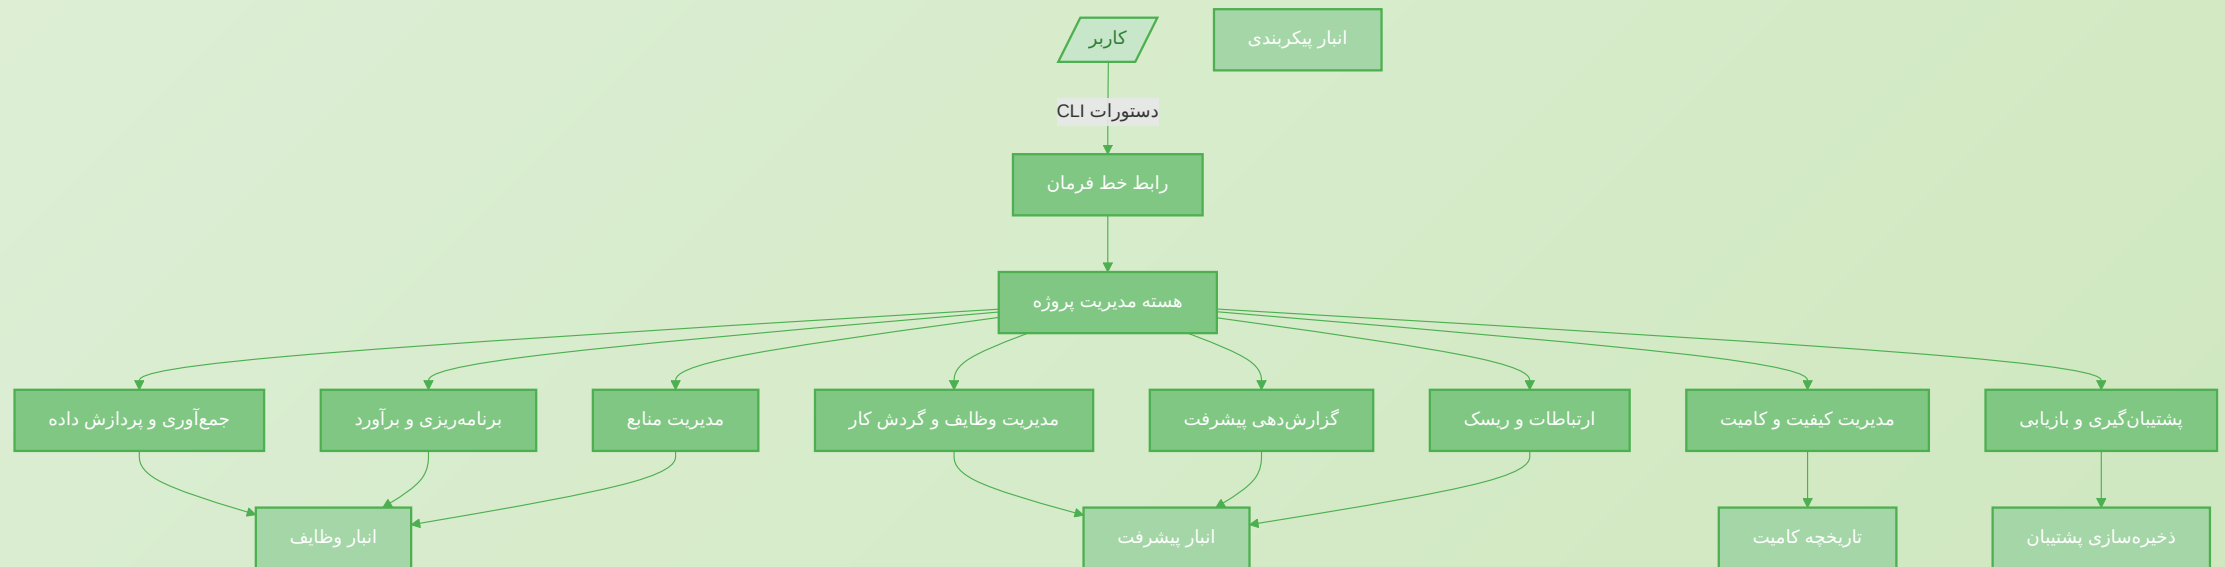 کاربر
انبار پیکربندی
دستورات CLI
رابط خط فرمان
هسته مدیریت پروژه
جمع‌آوری و پردازش داده
برنامه‌ریزی و برآورد
مدیریت منابع
مدیریت وظایف و گردش کار
گزارش‌دهی پیشرفت
ارتباطات و ریسک
مدیریت کیفیت و کامیت
پشتیبان‌گیری و بازیابی
انبار وظایف
انبار پیشرفت
تاریخچه کامیت
ذخیره‌سازی پشتیبان